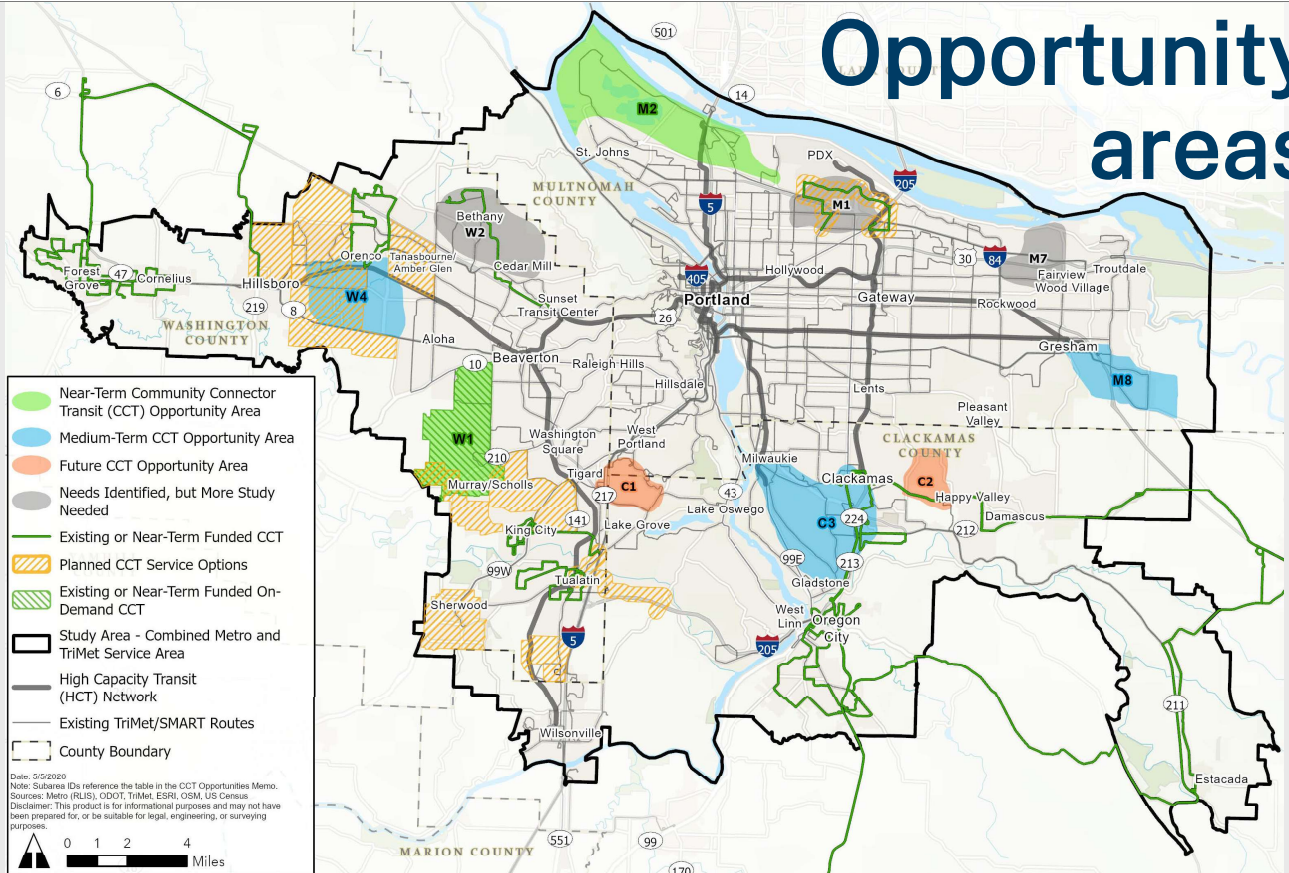 Opportunity
areas
501
6
14
M2
St. Johns
PDX
MULTNOMAH
COUNTY
205
5
M1
Bethany
W2
Orenco
Tanasbourne/
Amber Glen
Cedar Mill
30
84
M7
Troutdale
Fairview
Wood Village
Forest
Grove
47
Cornelius
Hillsboro
W4
405
Hollywood
Gateway
Rockwood
Portland
26
Sunset
Transit Center
219
8
WASHINGTON
COUNTY
Aloha
Beaverton
Raleigh Hills
10
Hillsdale
Gresham
M8
Lents
Pleasant
Valley
W1
Washington
Square
West
Portland
CLACKAMAS
COUNTY
210
Milwaukie
Tigard
Murray/Scholls
217
C1
43
Lake Oswego
Clackamas
C2
Happy Valley
Damascus
C3
224
212
141
King City
Lake Grove
99W
Tualatin
99E
213
Gladstone
Sherwood
West
Linn
Oregon
City
5
205
211
Wilsonville
Estacada
551
99
170
MARION COUNTY
Near-Term Community Connector
Transit (CCT) Opportunity Area
Medium-Term CCT Opportunity Area
Future CCT Opportunity Area
Needs Identified, but More Study
Needed
Existing or Near-Term Funded CCT
Planned CCT Service Options
Existing or Near-Term Funded On-
Demand CCT
Study Area - Combined Metro and
TriMet Service Area
High Capacity Transit
(HCT) Network
Existing TriMet/SMART Routes
County Boundary
Date: 5/5/2020
Note: Subarea IDs reference the table in the CCT Opportunities Memo.
Sources: Metro (RLIS), ODOT, TriMet, ESRI, OSM, US Census
Disclaimer: This product is for informational purposes and may not have
been prepared for, or be suitable for legal, engineering, or surveying
purposes.
0 1 2 4
Miles